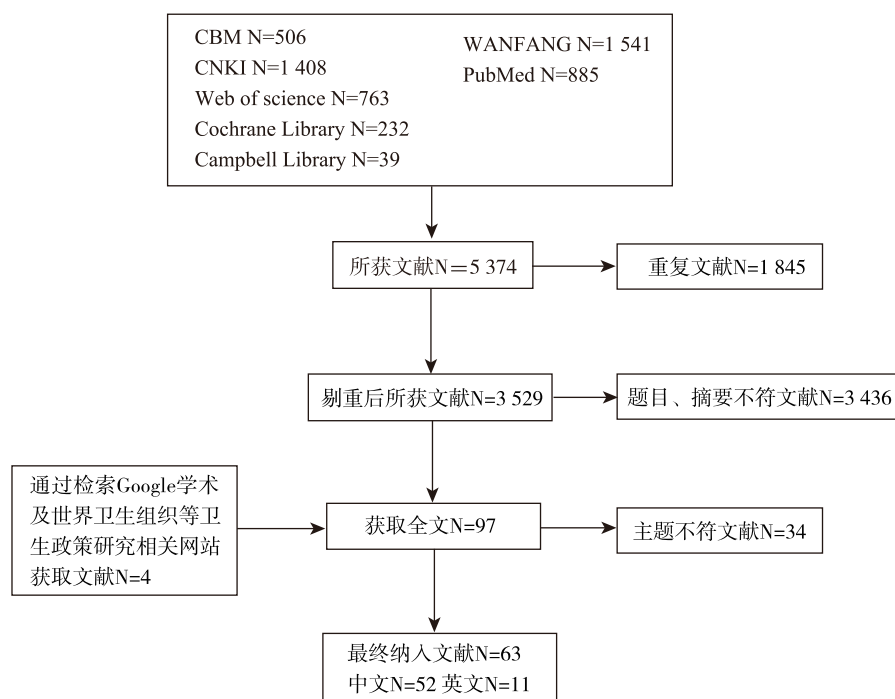 CBM N=506
CNKI N=1 408
Web of science N=763
Cochrane Library N=232
Campbell Library N=39
WANFANG N=1 541
PubMed N=885
所获文献N＝5 374
重复文献N=1 845
剔重后所获文献N=3 529
题目、摘要不符文献N=3 436
通过检索Google学术
及世界卫生组织等卫
生政策研究相关网站
获取文献N=4
获取全文N=97
主题不符文献N=34
最终纳入文献N=63
中文N=52 英文N=11